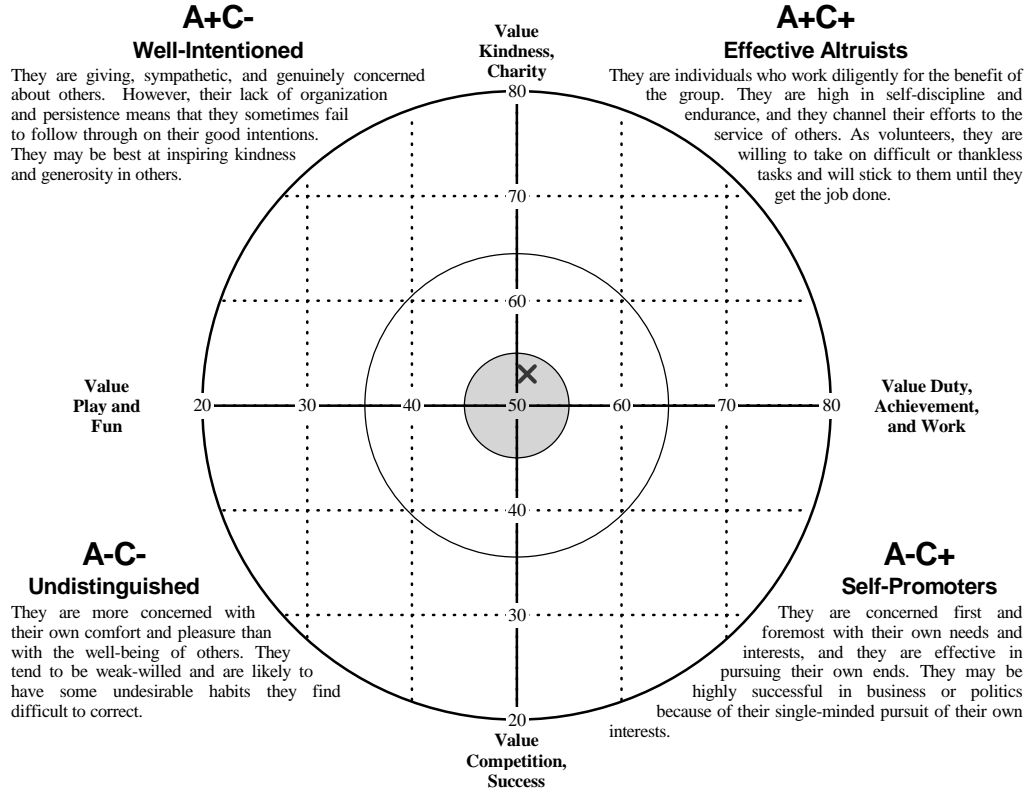 A+C-
Well-Intentioned
They are giving, sympathetic, and genuinely concerned
about others. However, their lack of organization
and persistence means that they sometimes fail
to follow through on their good intentions.
They may be best at inspiring kindness
and generosity in others.
Value
Kindness,
Charity
A+C+
Effective Altruists
They are individuals who work diligently for the benefit of
the group. They are high in self-discipline and
endurance, and they channel their efforts to the
service of others. As volunteers, they are
willing to take on difficult or thankless
tasks and will stick to them until they
get the job done.
80
70
60
Value
Play and
Fun
20 30 40 50 60 70 80
Value Duty,
Achievement,
and Work
40
30
20
A-C-
Undistinguished
They are more concerned with
their own comfort and pleasure than
with the well-being of others. They
tend to be weak-willed and are likely to
have some undesirable habits they find
difficult to correct.
A-C+
Self-Promoters
They are concerned first and
foremost with their own needs and
interests, and they are effective in
pursuing their own ends. They may be
highly successful in business or politics
because of their single-minded pursuit of their own
interests.
Value
Competition,
Success